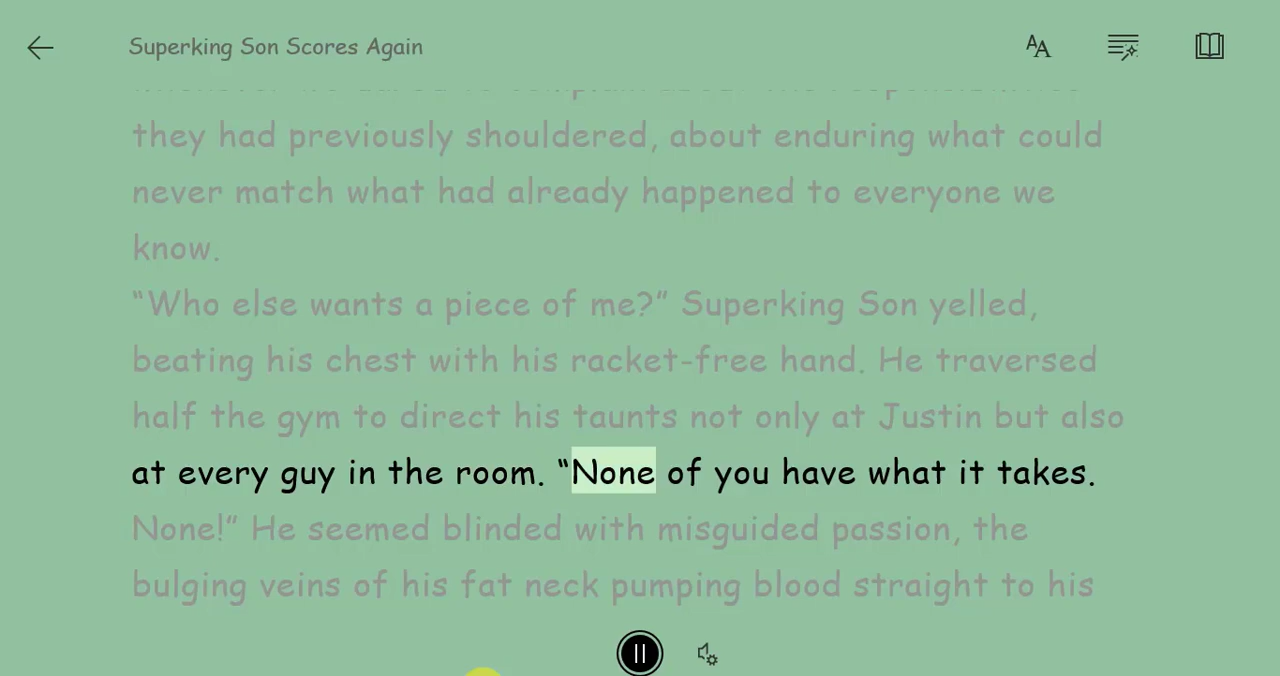 Superking Son Scores Again
they had previously shouldered, about enduring what could
never match what had already happened to everyone we
know.
“Who else wants a piece of me?” Superking Son yelled,
beating his chest with his racket-free hand. He traversed
half the gym to direct his taunts not only at Justin but also
at every guy in the room. “None of you have what it takes.
None!” He seemed blinded with misguided passion, the
bulging veins of his fat neck pumping blood straight to his